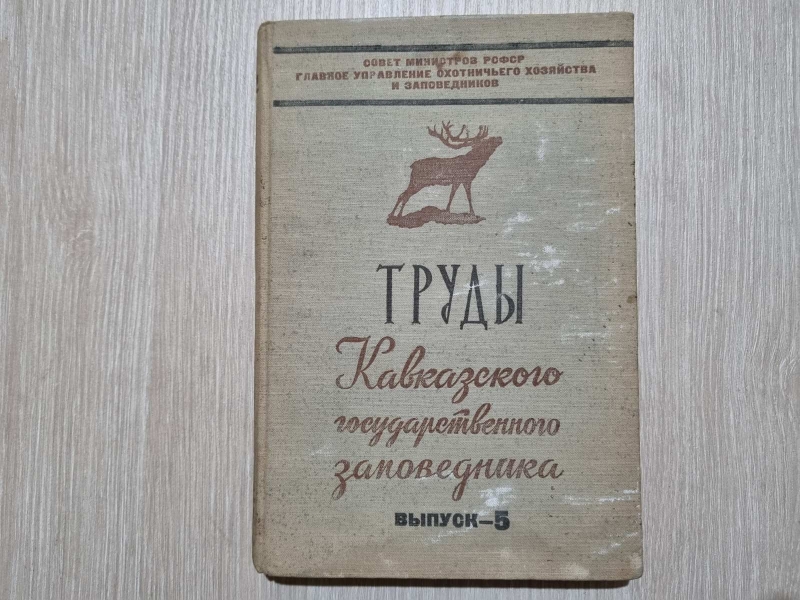 СОВЕТ МИНИСТРОВ РСФСР
ГЛАВНОЕ УПРАВЛЕНИЕ ОХОТНИЧЬЕГО ХОЗЯЙСТВА
И ЗАПОВЕДНИКОВ
ТРУДЫ
Кавказского
государственного
заповедника
ВЫПУСК-5